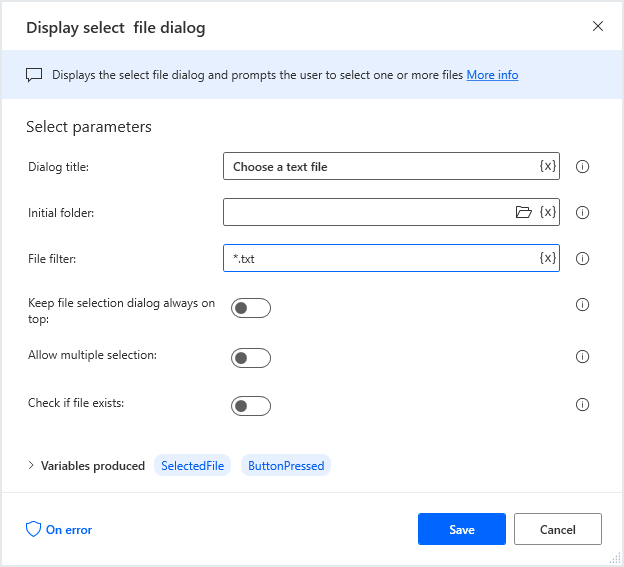 Display select  file dialog
Displays the select file dialog and prompts the user to select one or more files More info
Select parameters
Dialog title: Choose a text file {x}
Initial folder: {x}
File filter: *.txt {x}
Keep file selection dialog always on
top:
Allow multiple selection:
Check if file exists:
Variables produced SelectedFile ButtonPressed
On error Save Cancel